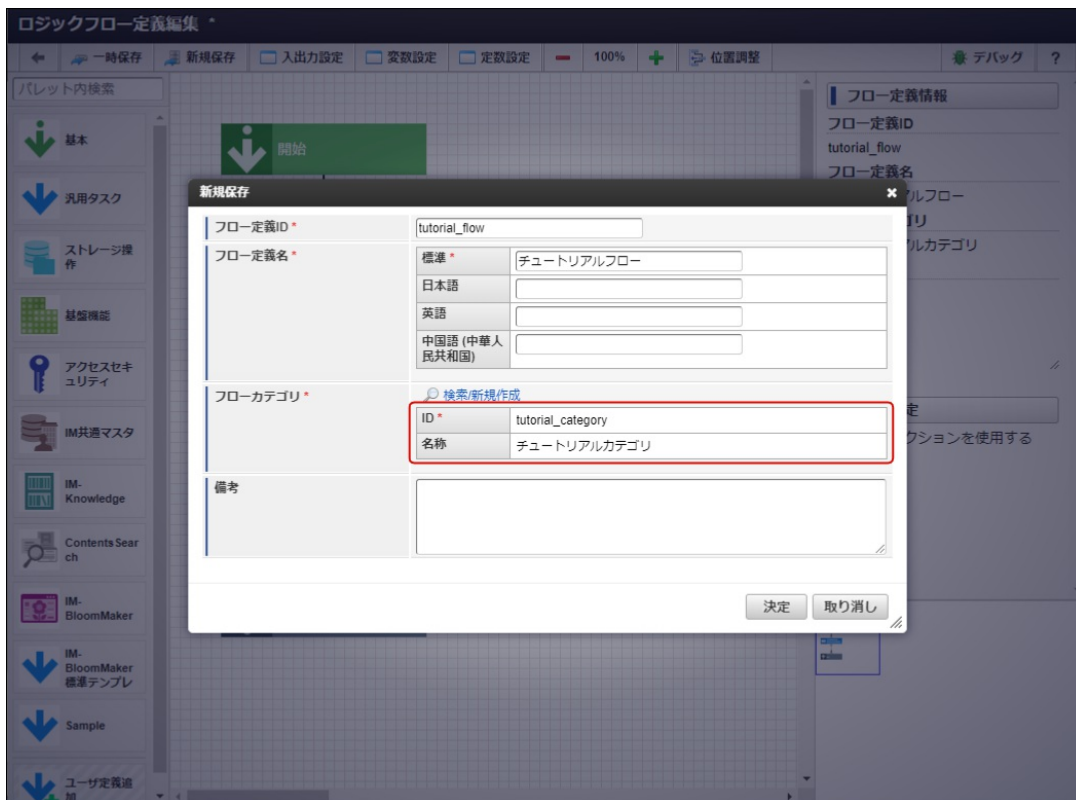 ロジックフロー定義編集 *
一時保存 新規保存 入出力設定 変数設定 定数設定 100% 位置調整 デバッグ ?
パレット内検索
基本
汎用タスク
ストレージ操
作
基盤機能
アクセスセキ
ュリティ
IM共通マスタ
IM-
Knowledge
Contents Sear
ch
IM-
BloomMaker
IM-
BloomMaker
標準テンプレ
Sample
ユーザ定義追
加
開始
新規保存
フロー定義ID *
tutorial_flow
フロー定義名 *
標準 *
チュートリアルフロー
日本語
英語
中国語 (中華人
民共和国)
フローカテゴリ *
検索/新規作成
ID *
tutorial_category
名称
チュートリアルカテゴリ
備考
決定
取り消し
フロー定義情報
フロー定義ID
tutorial_flow
フロー定義名
ルフロー
ゴリ
ルカテゴリ
定
クションを使用する